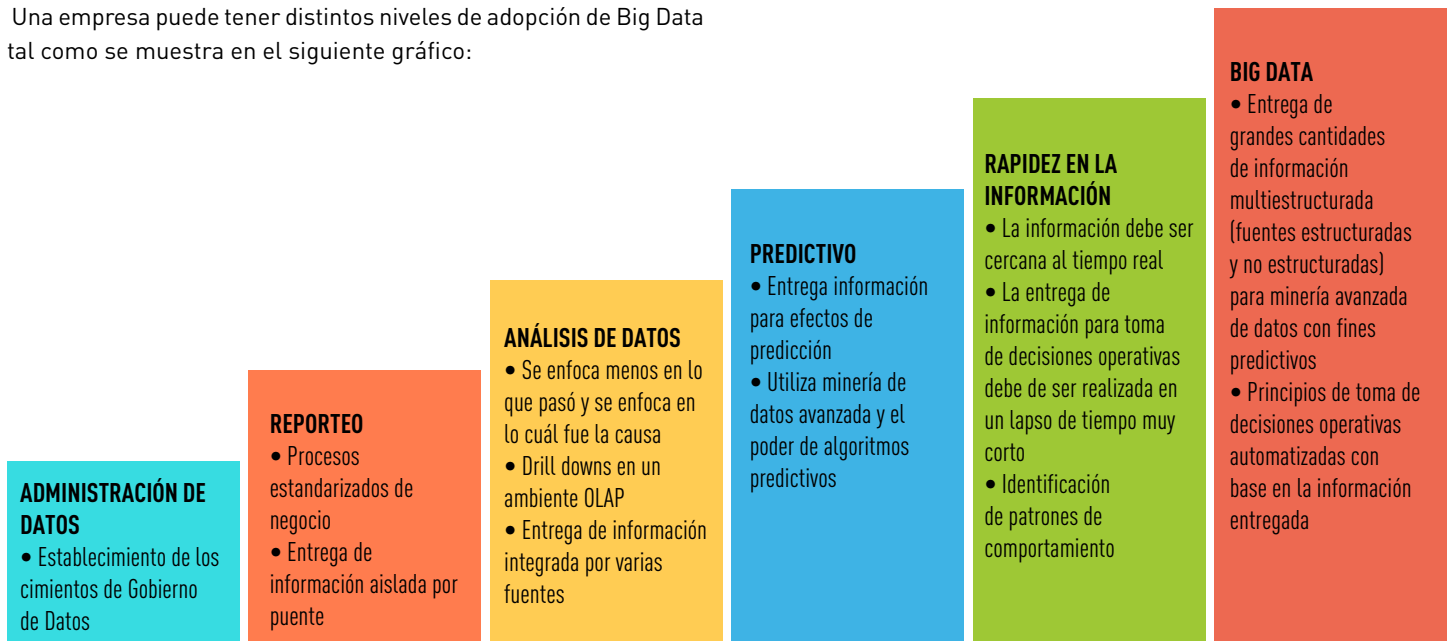 Una empresa puede tener distintos niveles de adopción de Big Data
tal como se muestra en el siguiente gráfico:
ADMINISTRACIÓN DE
DATOS
• Establecimiento de los
cimientos de Gobierno
de Datos
REPORTEO
• Procesos
estandarizados de
negocio
• Entrega de
información aislada por
puente
ANÁLISIS DE DATOS
• Se enfoca menos en lo
que pasó y se enfoca en
lo cuál fue la causa
• Drill downs en un
ambiente OLAP
• Entrega de información
integrada por varias
fuentes
PREDICTIVO
• Entrega información
para efectos de
predicción
• Utiliza minería de
datos avanzada y el
poder de algoritmos
predictivos
RAPIDEZ EN LA
INFORMACIÓN
• La información debe ser
cercana al tiempo real
• La entrega de
información para toma
de decisiones operativas
debe de ser realizada en
un lapso de tiempo muy
corto
• Identificación
de patrones de
comportamiento
BIG DATA
• Entrega de
grandes cantidades
de información
multiestructurada
(fuentes estructuradas
y no estructuradas)
para minería avanzada
de datos con fines
predictivos
• Principios de toma de
decisiones operativas
automatizadas con
base en la información
entregada